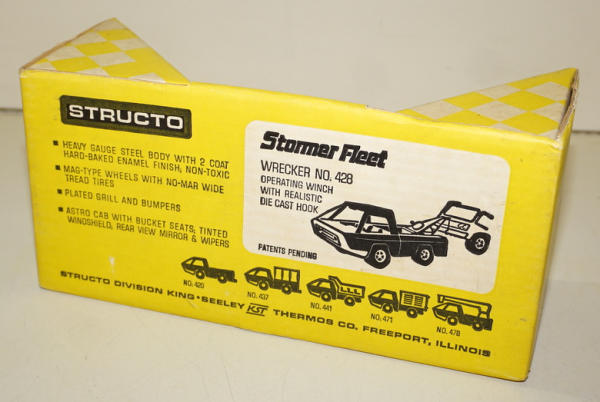 STRUCTO
▪ HEAVY GAUGE STEEL BODY WITH 2 COAT
HARD-BAKED ENAMEL FINISH, NON-TOXIC
▪ MAG-TYPE WHEELS WITH NO-MAR WIDE
TREAD TIRES
▪ PLATED GRILL AND BUMPERS
▪ ASTRO CAB WITH BUCKET SEATS, TINTED
WINDSHIELD, REAR VIEW MIRROR & WIPERS
Stormer Fleet
WRECKER NO. 428
OPERATING WINCH
WITH REALISTIC
DIE CAST HOOK
PATENTS PENDING
NO. 420
NO. 437
NO. 441
NO. 471
NO. 478
STRUCTO DIVISION KING•SEELEY KST THERMOS CO. FREEPORT, ILLINOIS